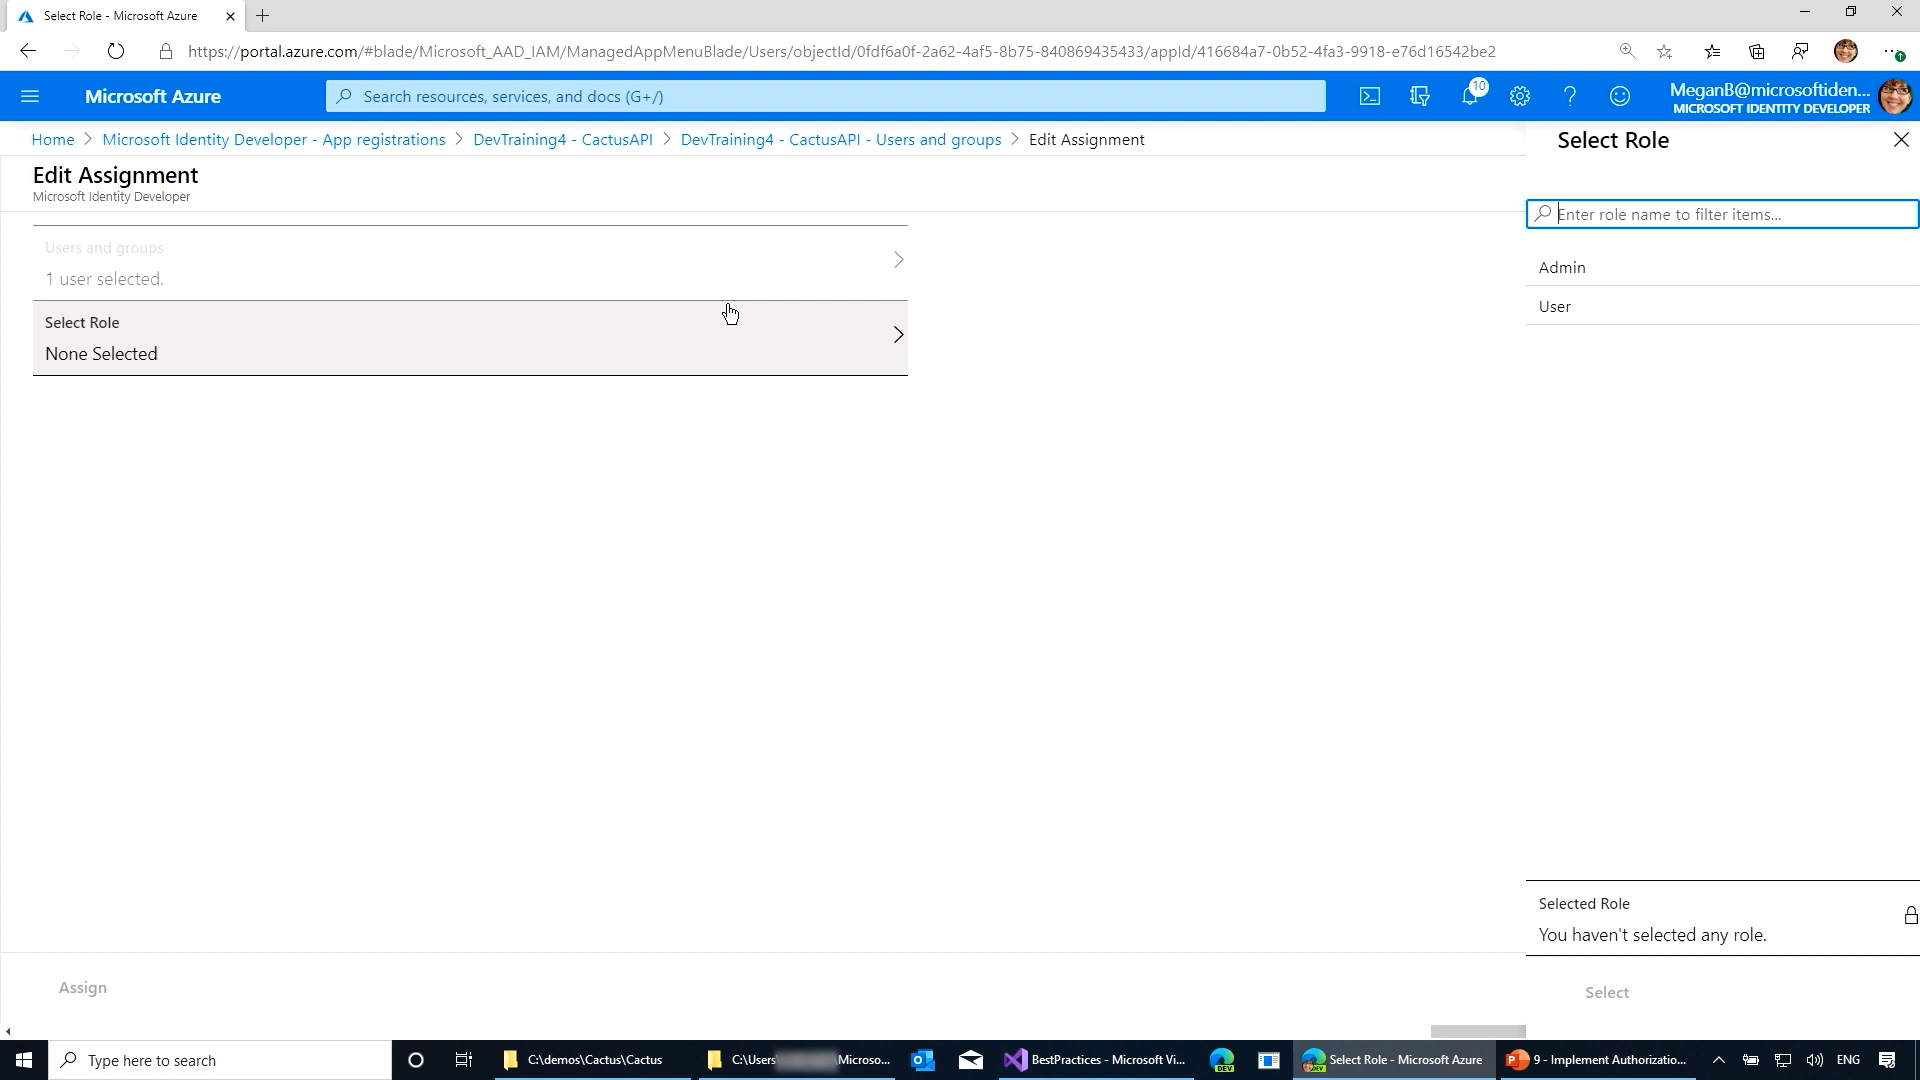 Select Role - Microsoft Azure
https://portal.azure.com/#blade/Microsoft_AAD_IAM/ManagedAppMenuBlade/Users/objectId/0fdf6a0f-2a62-4af5-8b75-840869435433/appId/416684a7-0b52-4fa3-9918-e76d16542be2
Microsoft Azure
Search resources, services, and docs (G+/)
10
MeganB@microsoftiden...
MICROSOFT IDENTITY DEVELOPER
Home > Microsoft Identity Developer - App registrations > DevTraining4 - CactusAPI > DevTraining4 - CactusAPI - Users and groups > Edit Assignment
Edit Assignment
Microsoft Identity Developer
Users and groups
1 user selected.
Select Role
None Selected
Assign
Select Role
Enter role name to filter items...
Admin
User
Selected Role
You haven't selected any role.
Select
Type here to search
C:\demos\Cactus\Cactus
C:\Users\ \Microso...
BestPractices - Microsoft Vi...
DEV
Select Role - Microsoft Azure
9 - Implement Authorizatio...
ENG